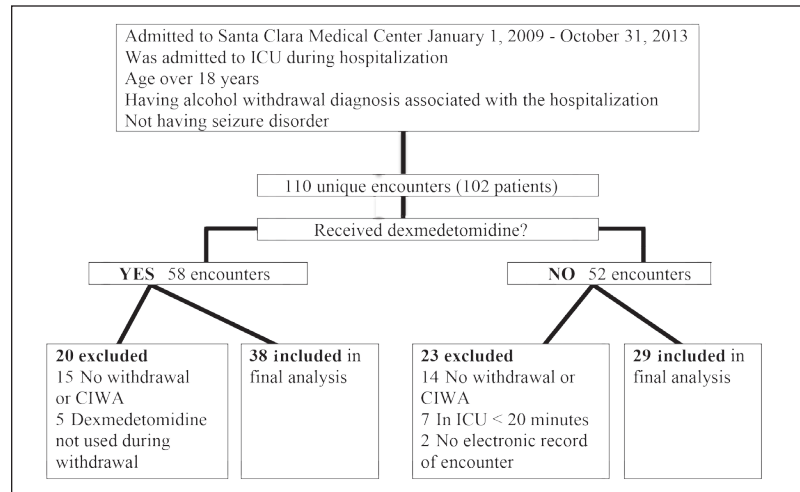 Admitted to Santa Clara Medical Center January 1, 2009 - October 31, 2013
Was admitted to ICU during hospitalization
Age over 18 years
Having alcohol withdrawal diagnosis associated with the hospitalization
Not having seizure disorder
110 unique encounters (102 patients)
Received dexmedetomidine?
YES 58 encounters
NO 52 encounters
20 excluded
15 No withdrawal
or CIWA
5 Dexmedetomidine
not used during
withdrawal
38 included in
final analysis
23 excluded
14 No withdrawal or
CIWA
7 In ICU < 20 minutes
2 No electronic record
of encounter
29 included in
final analysis